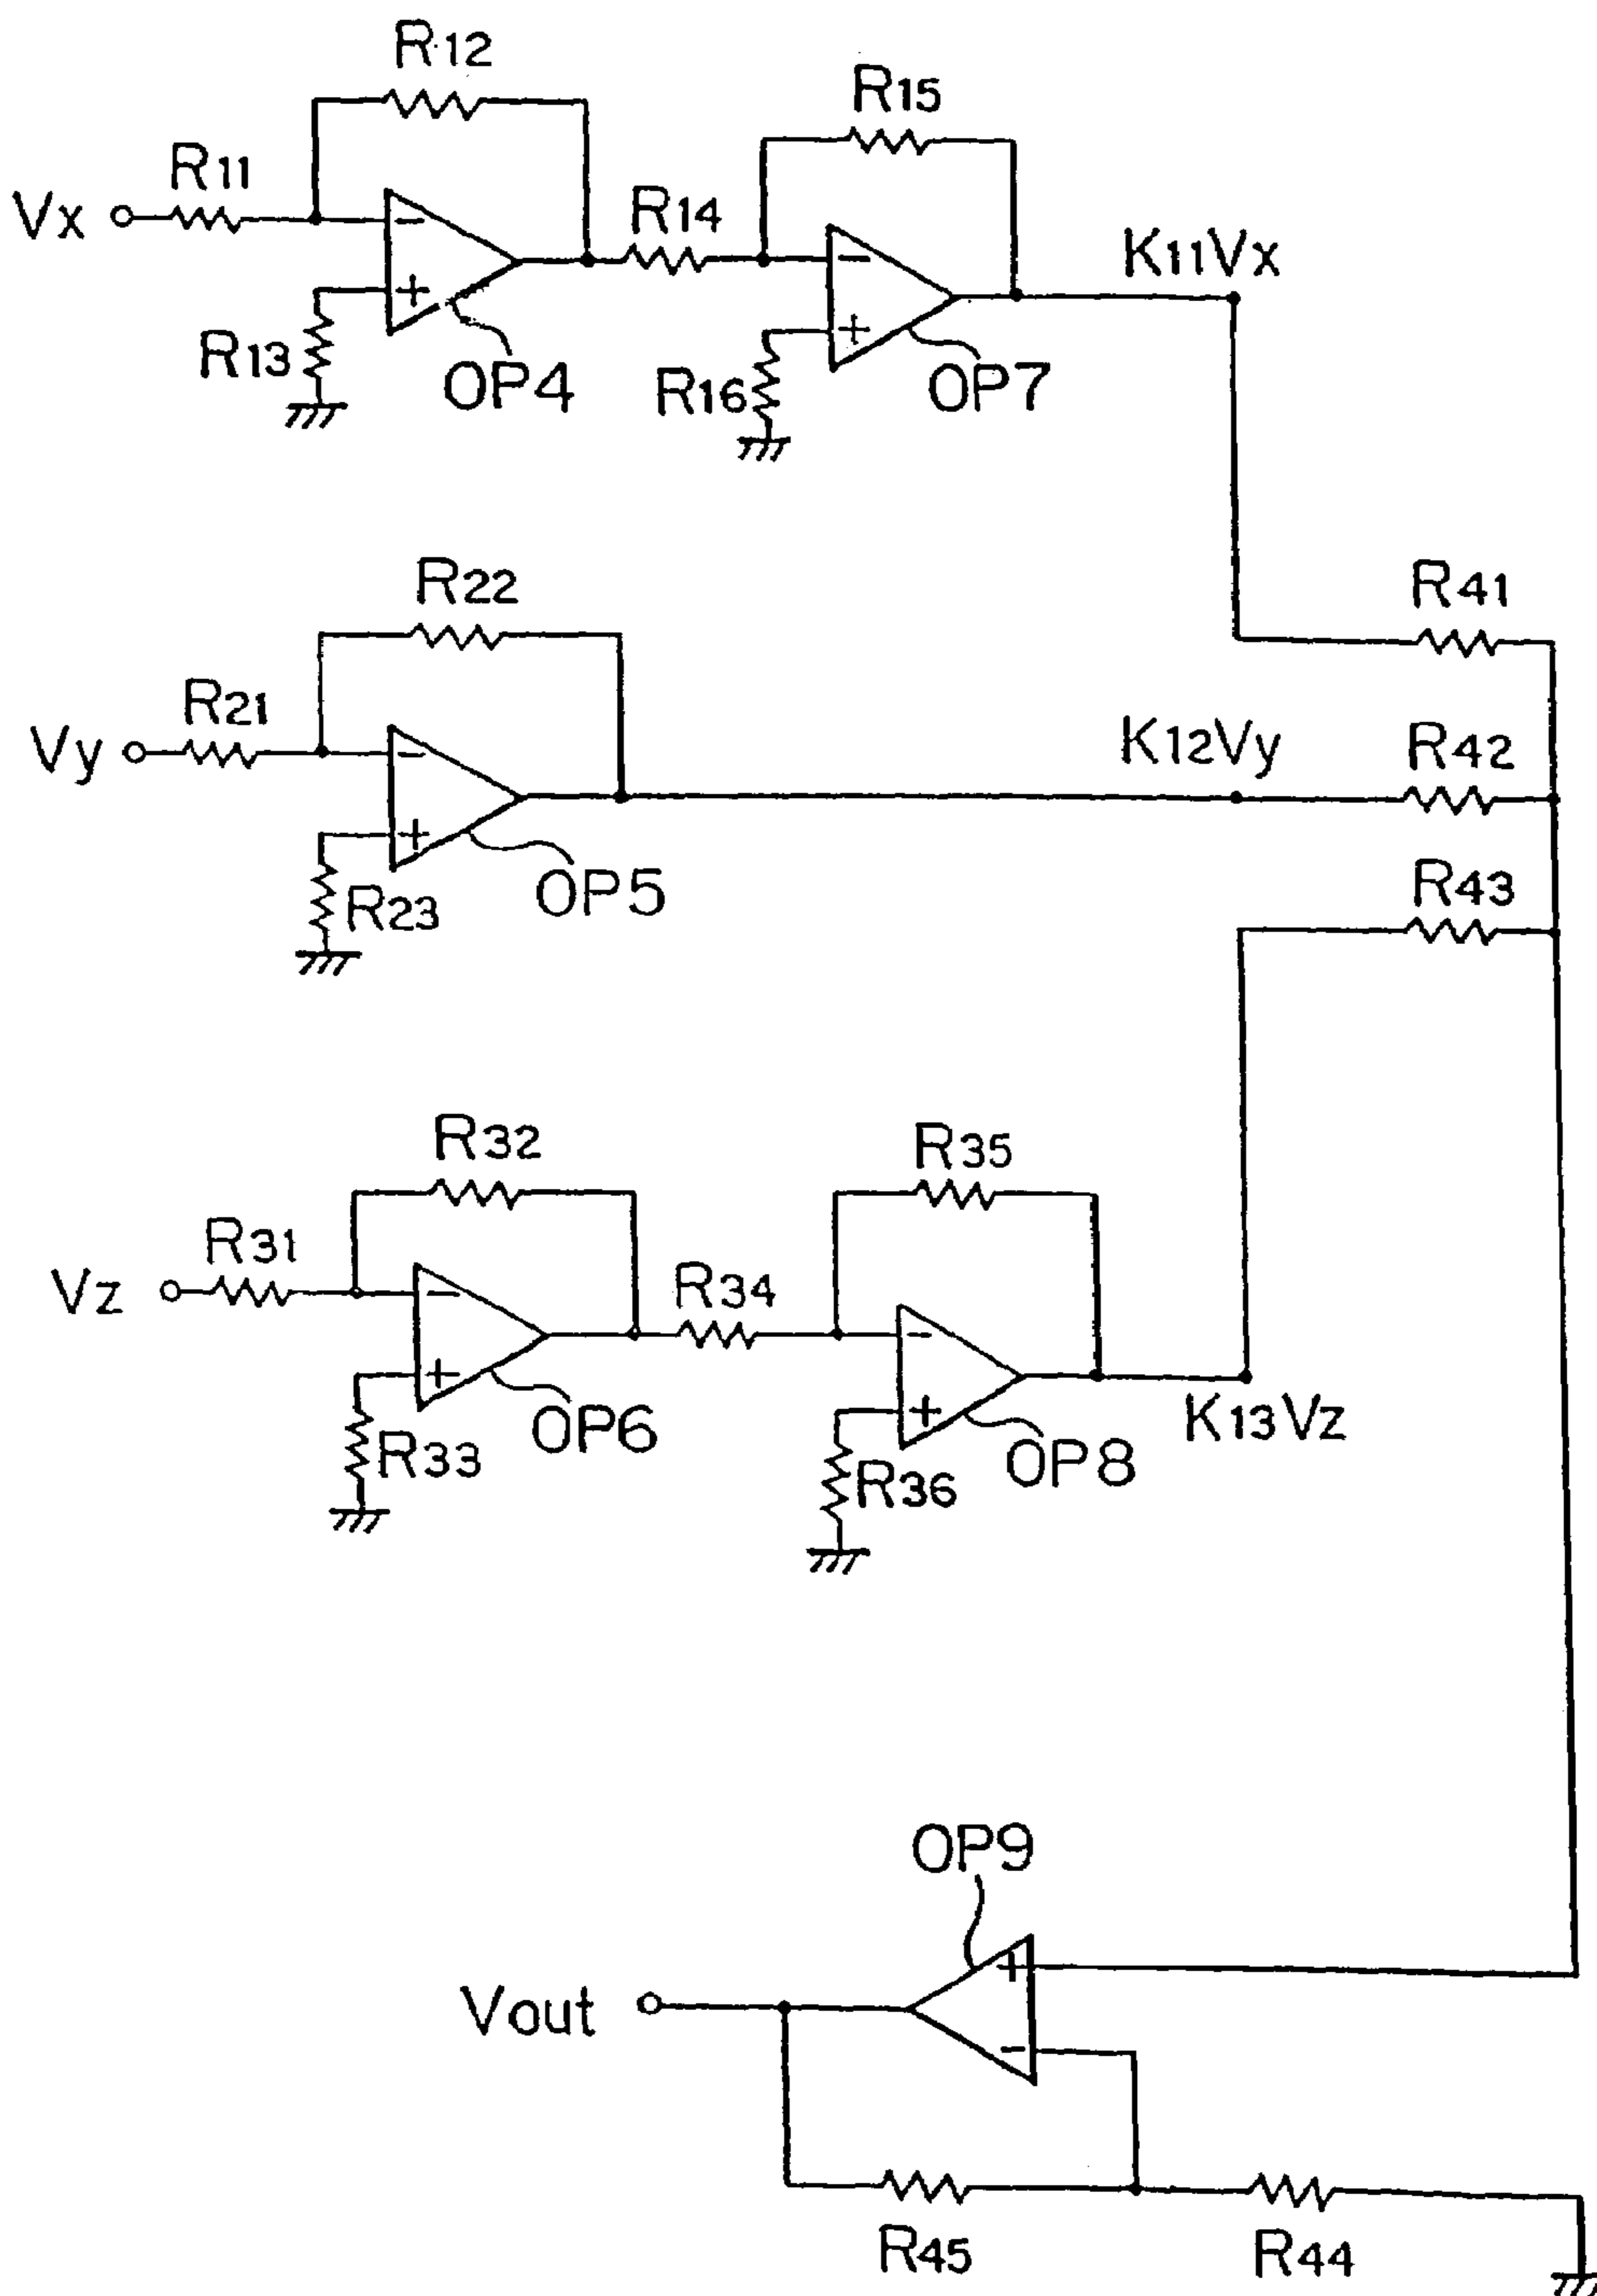 R12
R15
R11
Vx
R14
K11Vx
R13
OP4
R16
OP7
R22
R41
R21
Vy
K12Vy
R42
R43
R23
OP5
R32
R35
R31
Vz
R34
R33
OP6
R36
OP8
K13Vz
OP9
Vout
R45
R44